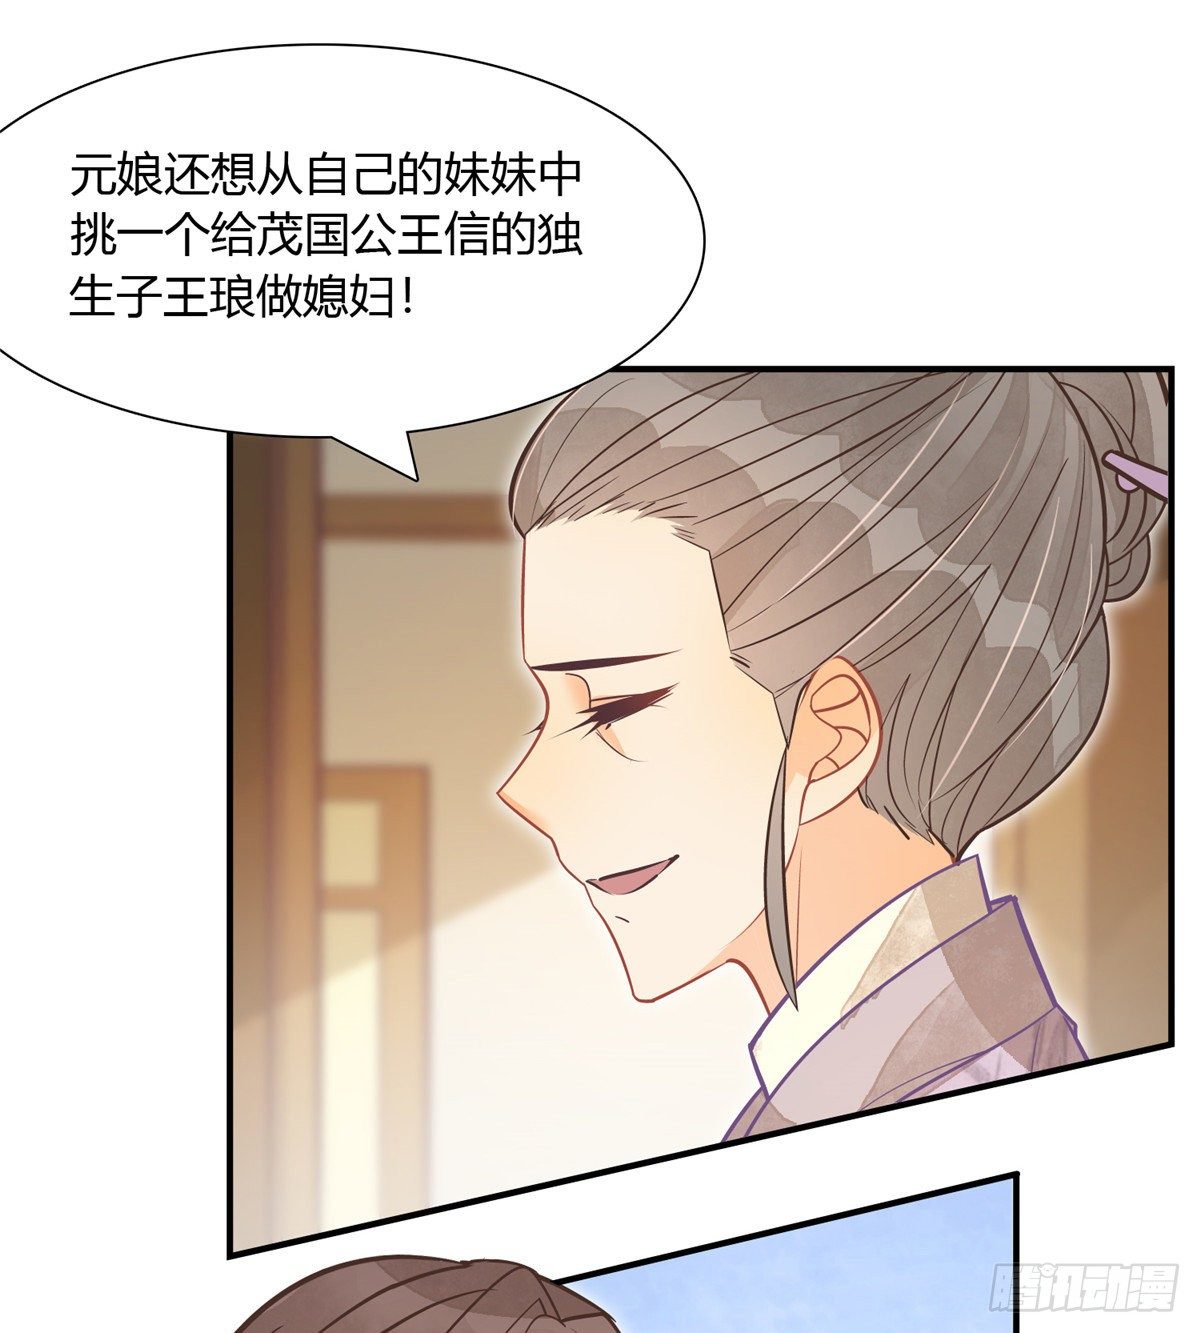 元娘还想从自己的妹妹中
挑一个给茂国公王信的独
生子王琅做媳妇!
腾讯动漫